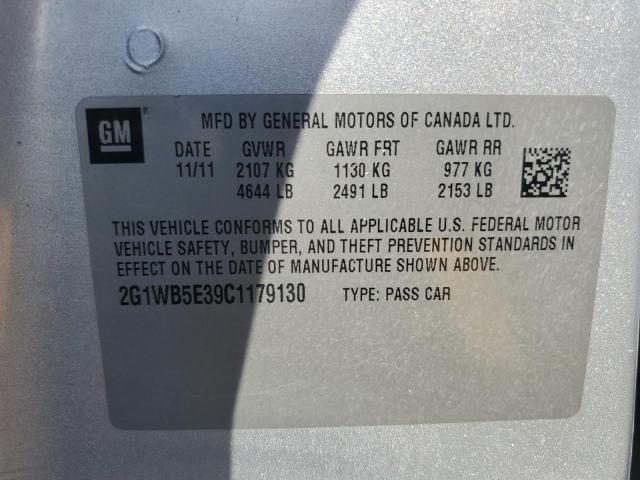 GM
MFD BY GENERAL MOTORS OF CANADA LTD.
DATE GVWR GAWR FRT GAWR RR
11/11 2107 KG 1130 KG 977 KG
4644 LB 2491 LB 2153 LB
THIS VEHICLE CONFORMS TO ALL APPLICABLE U.S. FEDERAL MOTOR
VEHICLE SAFETY, BUMPER, AND THEFT PREVENTION STANDARDS IN
EFFECT ON THE DATE OF MANUFACTURE SHOWN ABOVE.
2G1WB5E39C1179130 TYPE: PASS CAR